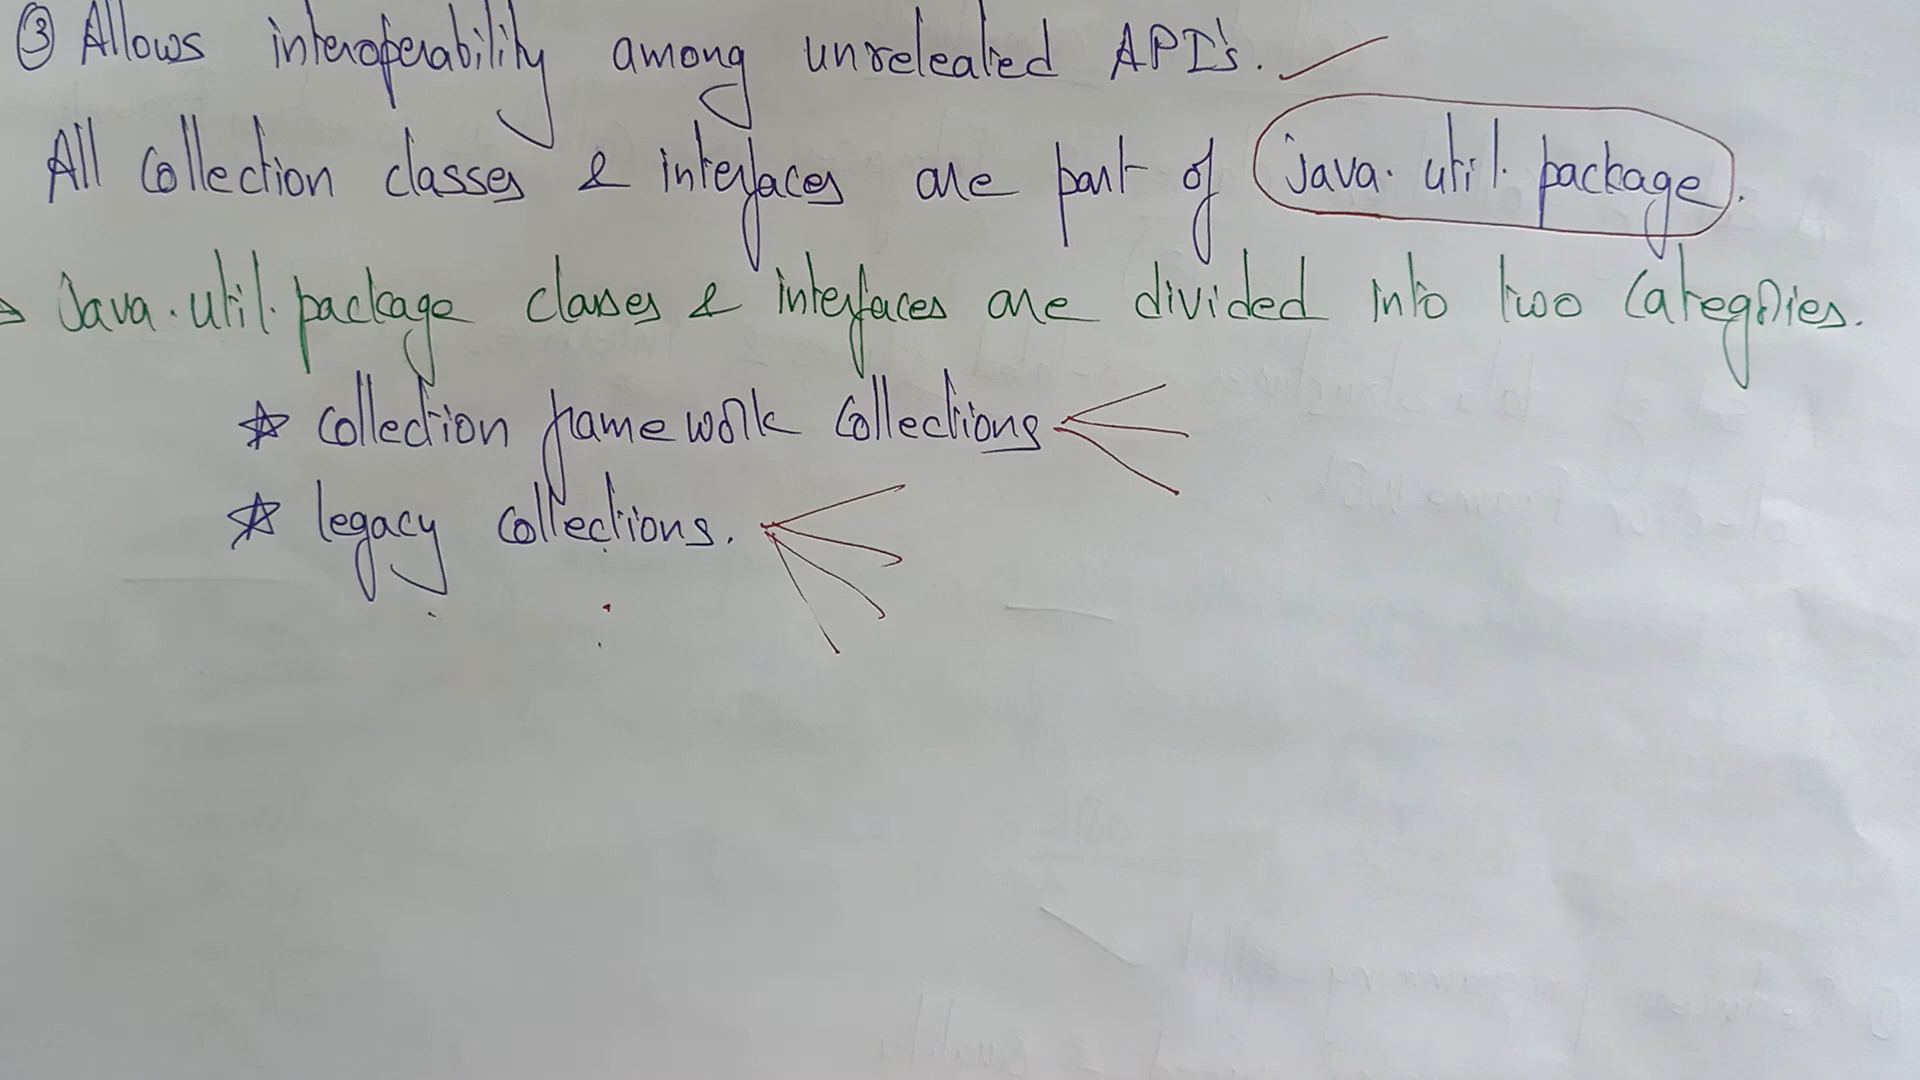 ③ Allows interoperability among unreleated API's.
All Collection classes & interfaces are part of java.util.package.
Java.util.package classes & interfaces are divided into two Categories.
☆ Collection framework Collections
☆ legacy Collections.